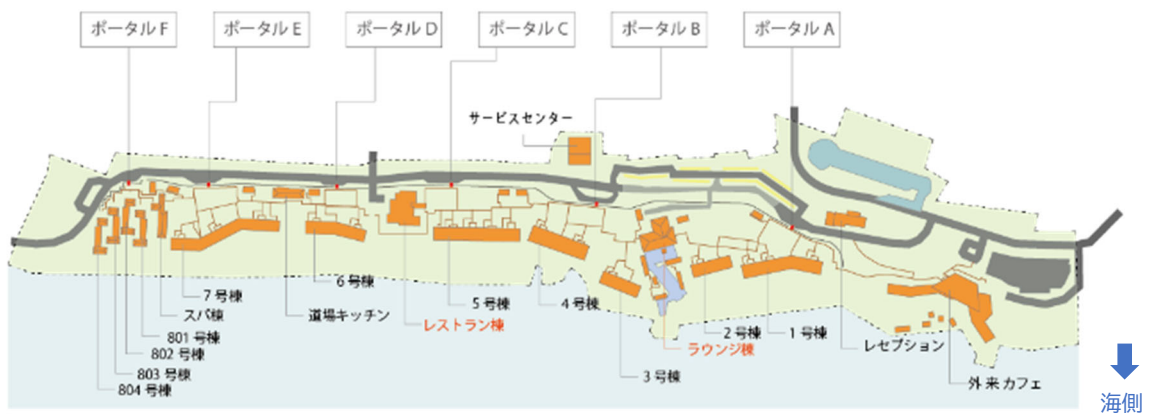 ポータル F
ポータル E
ポータル D
ポータル C
ポータル B
ポータル A
サービスセンター
7 号棟
スパ棟
801 号棟
802 号棟
803 号棟
804 号棟
6 号棟
道場キッチン
レストラン棟
5 号棟
4 号棟
3 号棟
2 号棟
ラウンジ棟
1 号棟
レセプション
外来カフェ
海側